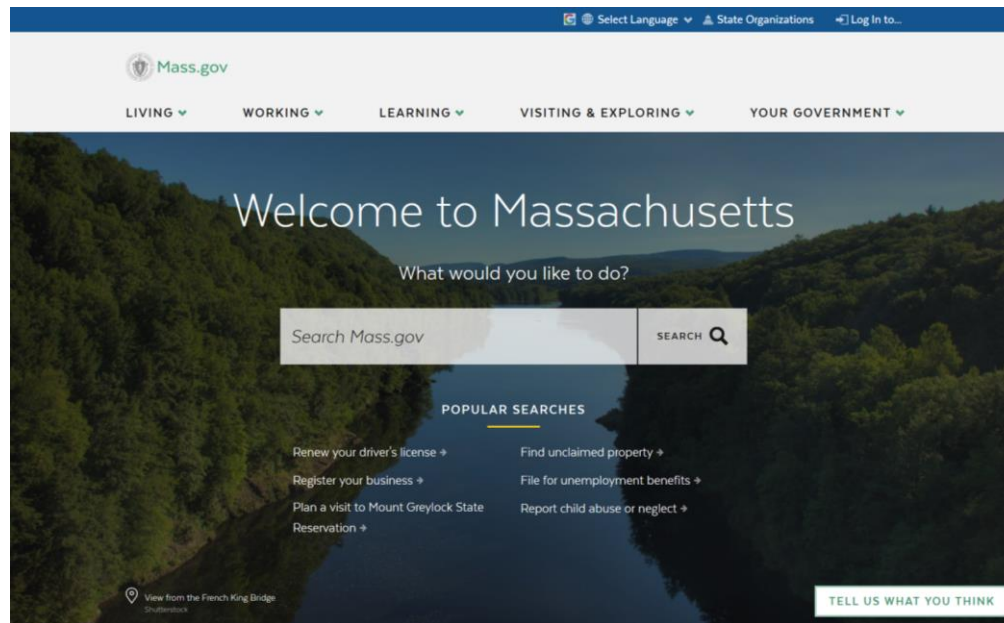 Select Language State Organizations Log In to...
Mass.gov
LIVING WORKING LEARNING VISITING & EXPLORING YOUR GOVERNMENT
Welcome to Massachusetts
What would you like to do?
Search Mass.gov SEARCH
POPULAR SEARCHES
Renew your driver's license
Register your business
Plan a visit to Mount Greylock State
Reservation
Find unclaimed property
File for unemployment benefits
Report child abuse or neglect
View from the French King Bridge
Shutterstock
TELL US WHAT YOU THINK